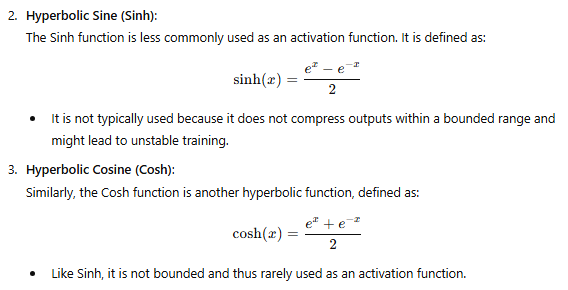 2. Hyperbolic Sine (Sinh):
The Sinh function is less commonly used as an activation function. It is defined as:
sinh(x) = \frac{e^x - e^{-x}}{2}
• It is not typically used because it does not compress outputs within a bounded range and
might lead to unstable training.
3. Hyperbolic Cosine (Cosh):
Similarly, the Cosh function is another hyperbolic function, defined as:
cosh(x) = \frac{e^x + e^{-x}}{2}
• Like Sinh, it is not bounded and thus rarely used as an activation function.